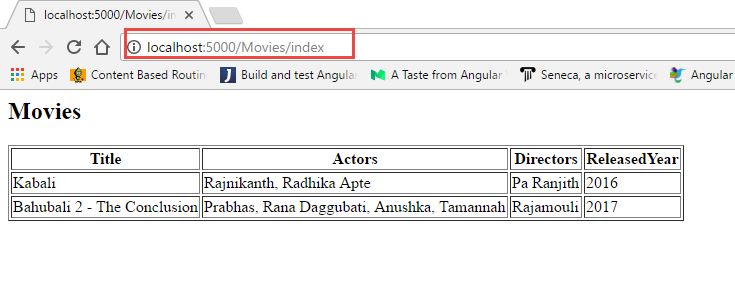 localhost:5000/Movies/in
localhost:5000/Movies/index
Apps Content Based Routin Build and test Angula A Taste from Angular Seneca, a microservic Angular
Movies
Title Actors Directors ReleasedYear
Kabali Rajnikanth, Radhika Apte Pa Ranjith 2016
Bahubali 2 - The Conclusion Prabhas, Rana Daggubati, Anushka, Tamannah Rajamouli 2017